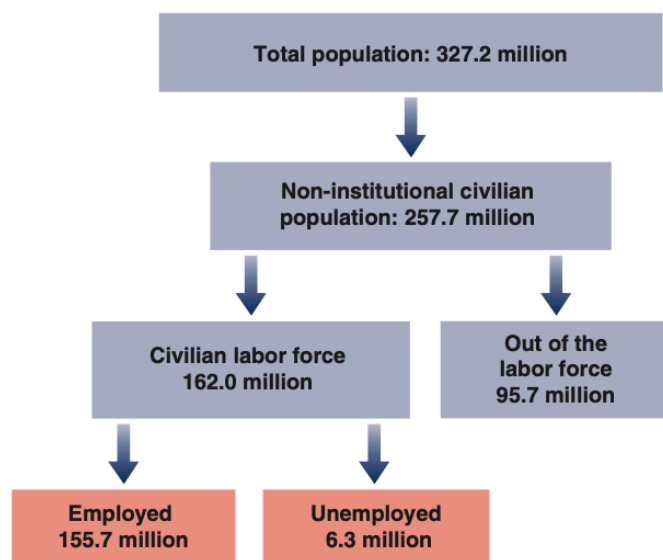 Total population: 327.2 million
Non-institutional civilian
population: 257.7 million
Civilian labor force
162.0 million
Out of the
labor force
95.7 million
Employed
155.7 million
Unemployed
6.3 million